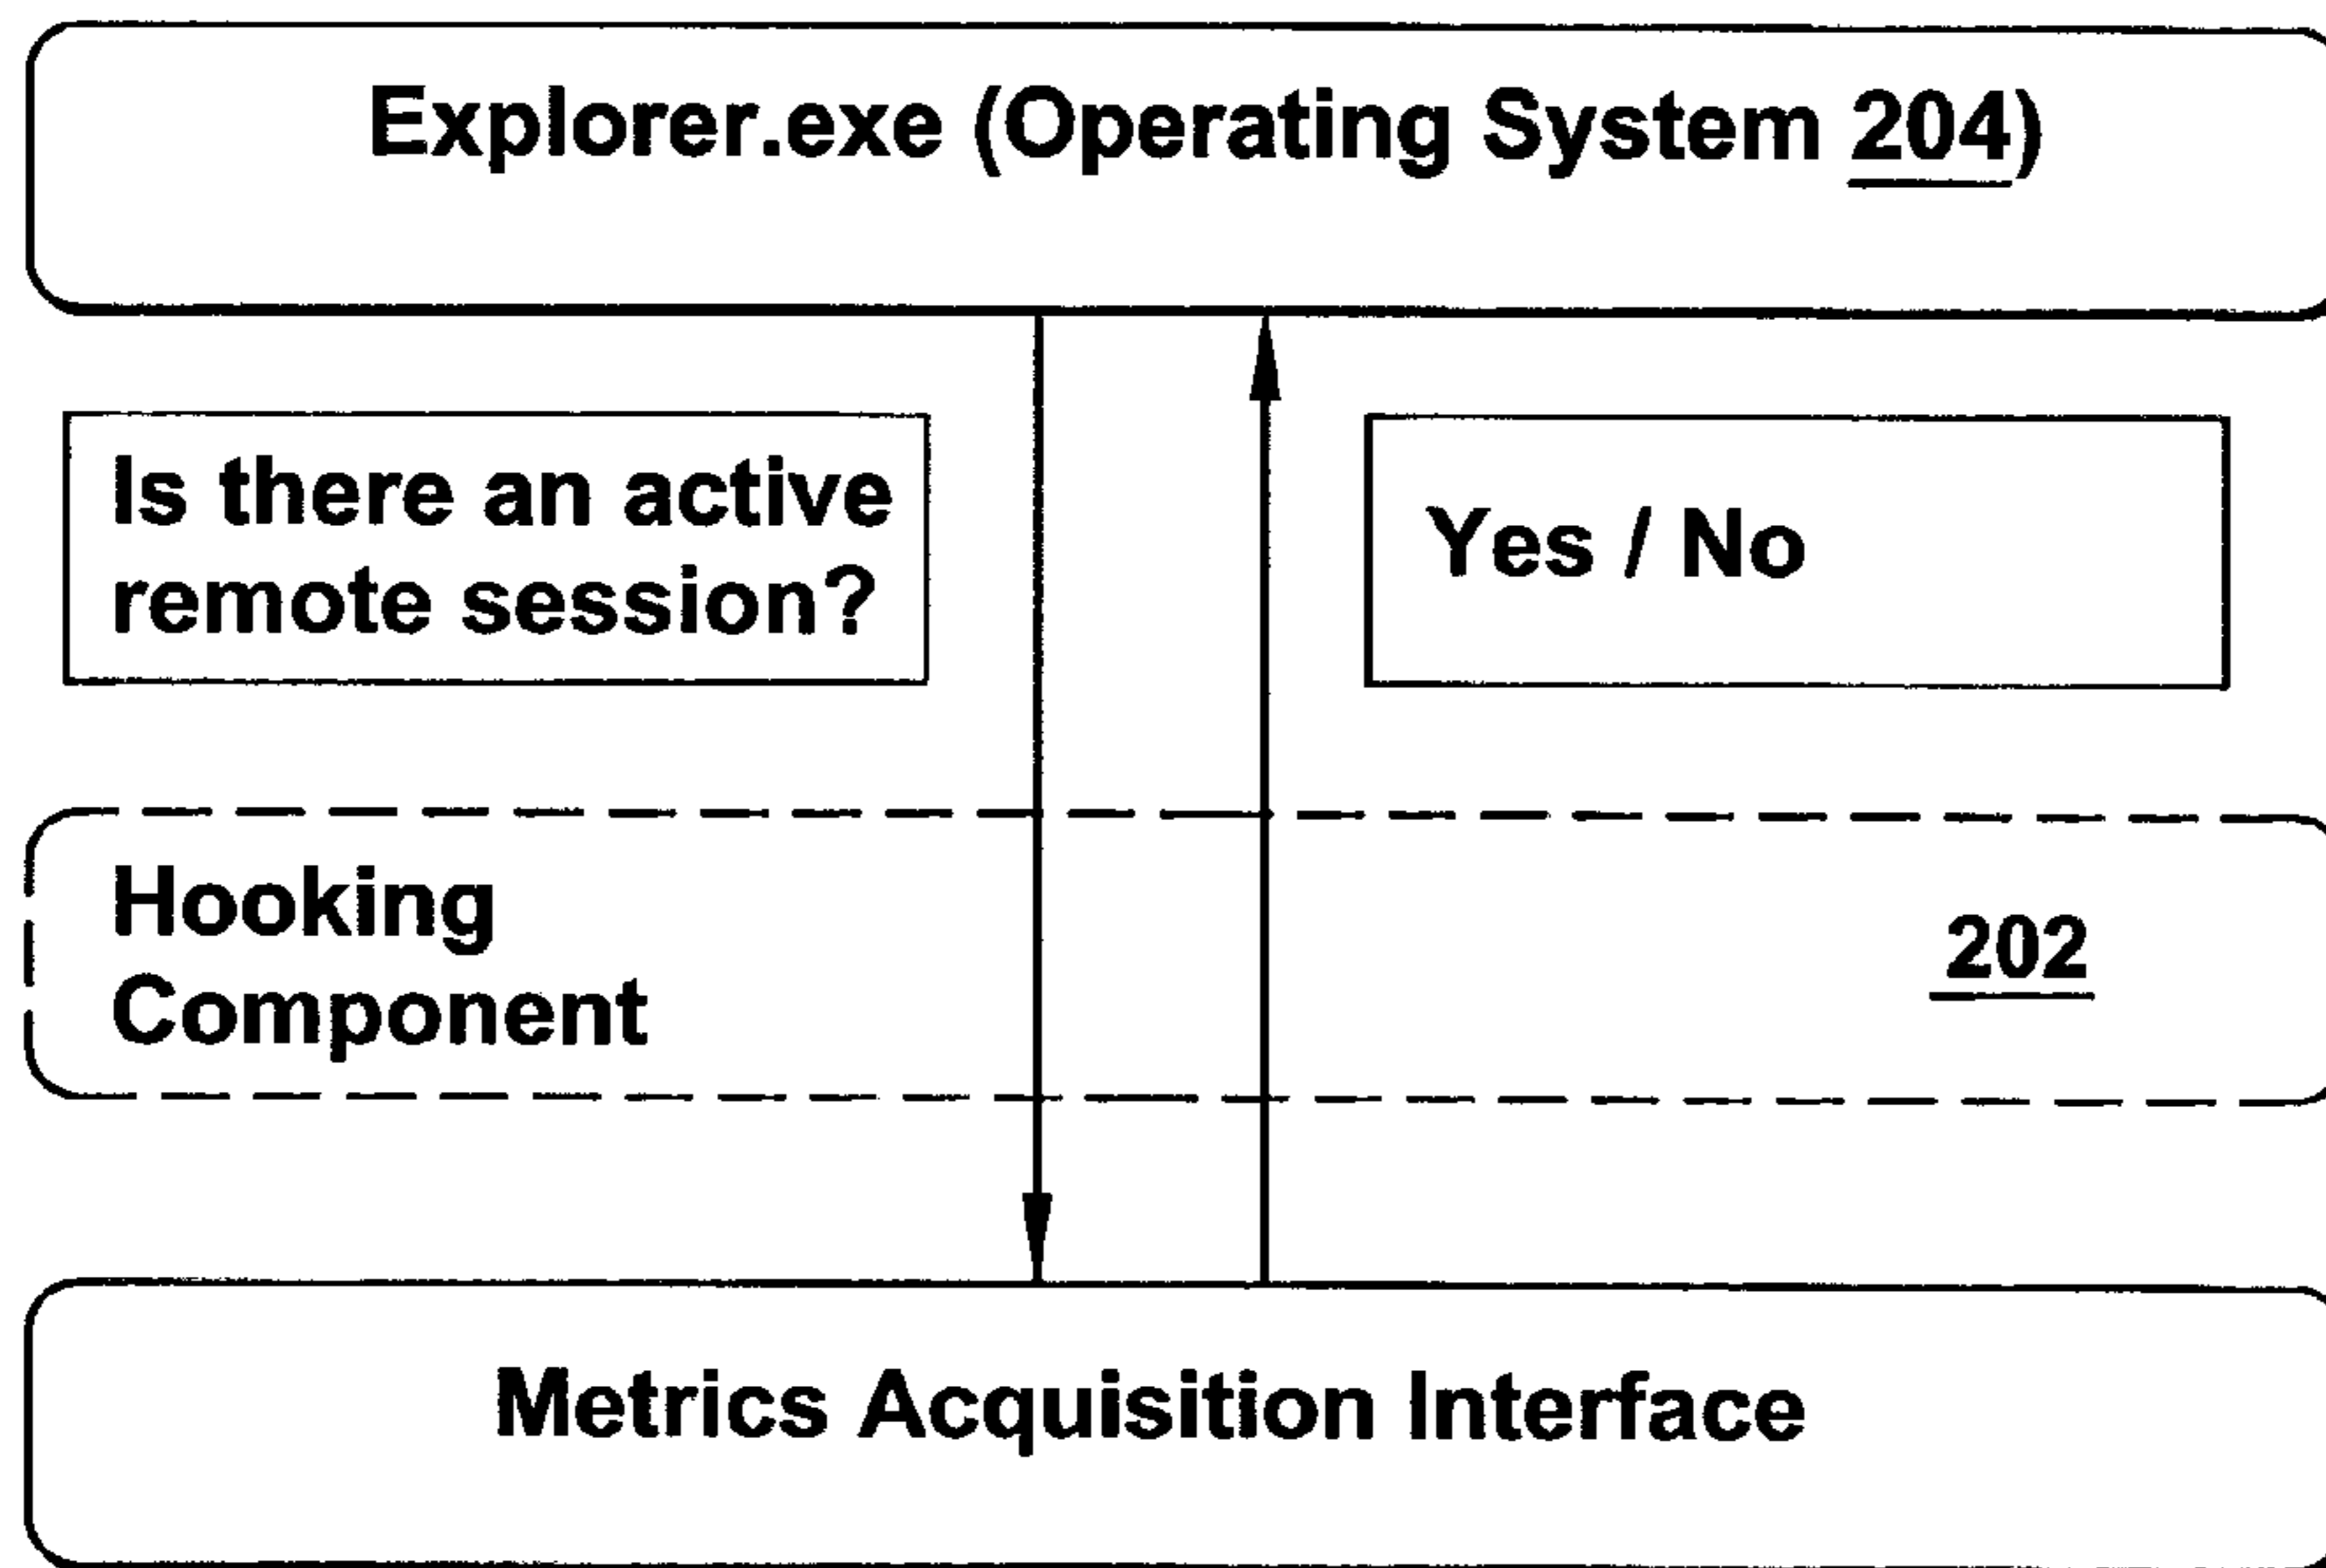 Explorer.exe (Operating System 204)
Is there an active
remote session?
Yes / No
Hooking
Component
202
Metrics Acquisition Interface